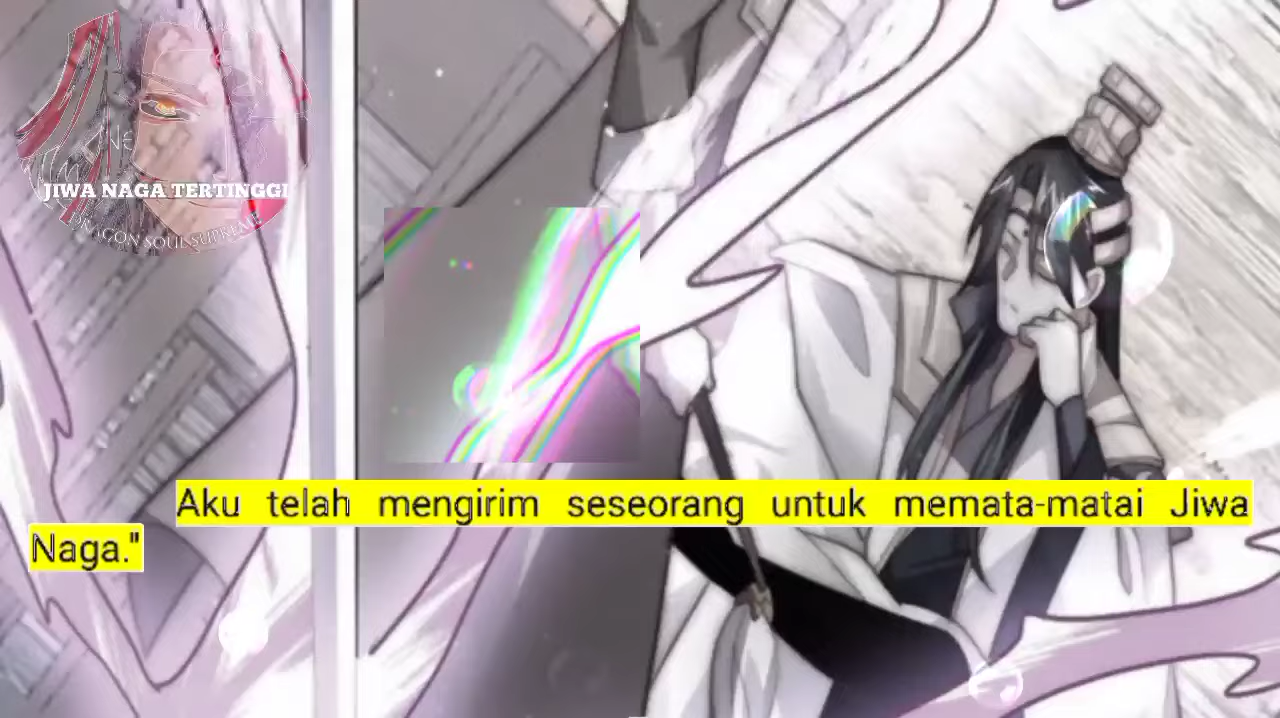 JIWA NAGA TERTINGGI
DRAGON SOUL SUPREME
Aku telah mengirim seseorang untuk memata-matai Jiwa
Naga."